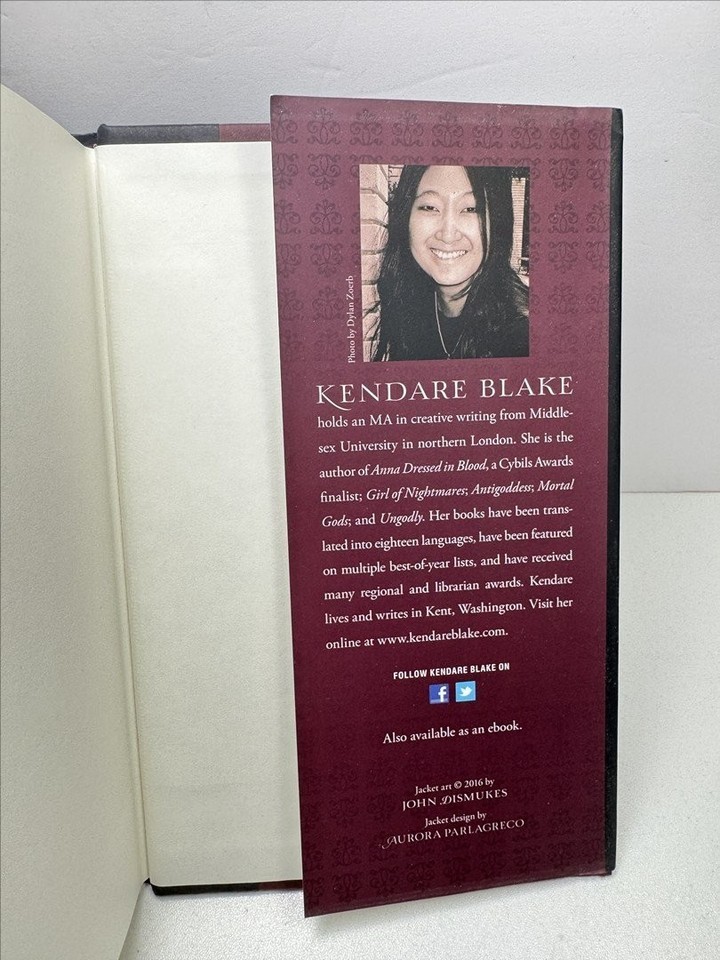 Photo by Dylan Zoerb
KENDARE BLAKE
holds an MA in creative writing from Middle-
sex University in northern London. She is the
author of Anna Dressed in Blood, a Cybils Awards
finalist; Girl of Nightmares; Antigoddess; Mortal
Gods; and Ungodly. Her books have been trans-
lated into eighteen languages, have been featured
on multiple best-of-year lists, and have received
many regional and librarian awards. Kendare
lives and writes in Kent, Washington. Visit her
online at www.kendareblake.com.
FOLLOW KENDARE BLAKE ON
f
Also available as an ebook.
Jacket art © 2016 by
JOHN DISMUKES
Jacket design by
AURORA PARLAGRECO